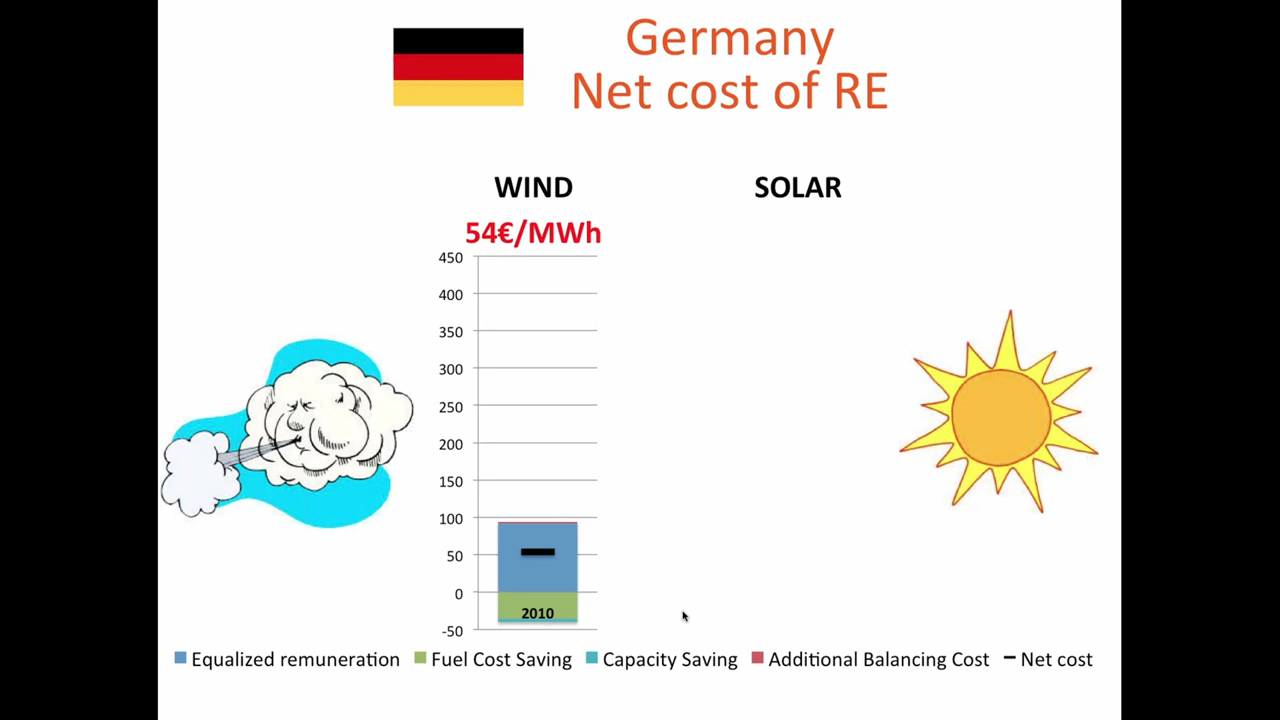 Germany
Net cost of RE
WIND
SOLAR
54€/MWh
450
400
350
300
250
200
150
100
50
0
-50
2010
Equalized remuneration
Fuel Cost Saving
Capacity Saving
Additional Balancing Cost
Net cost